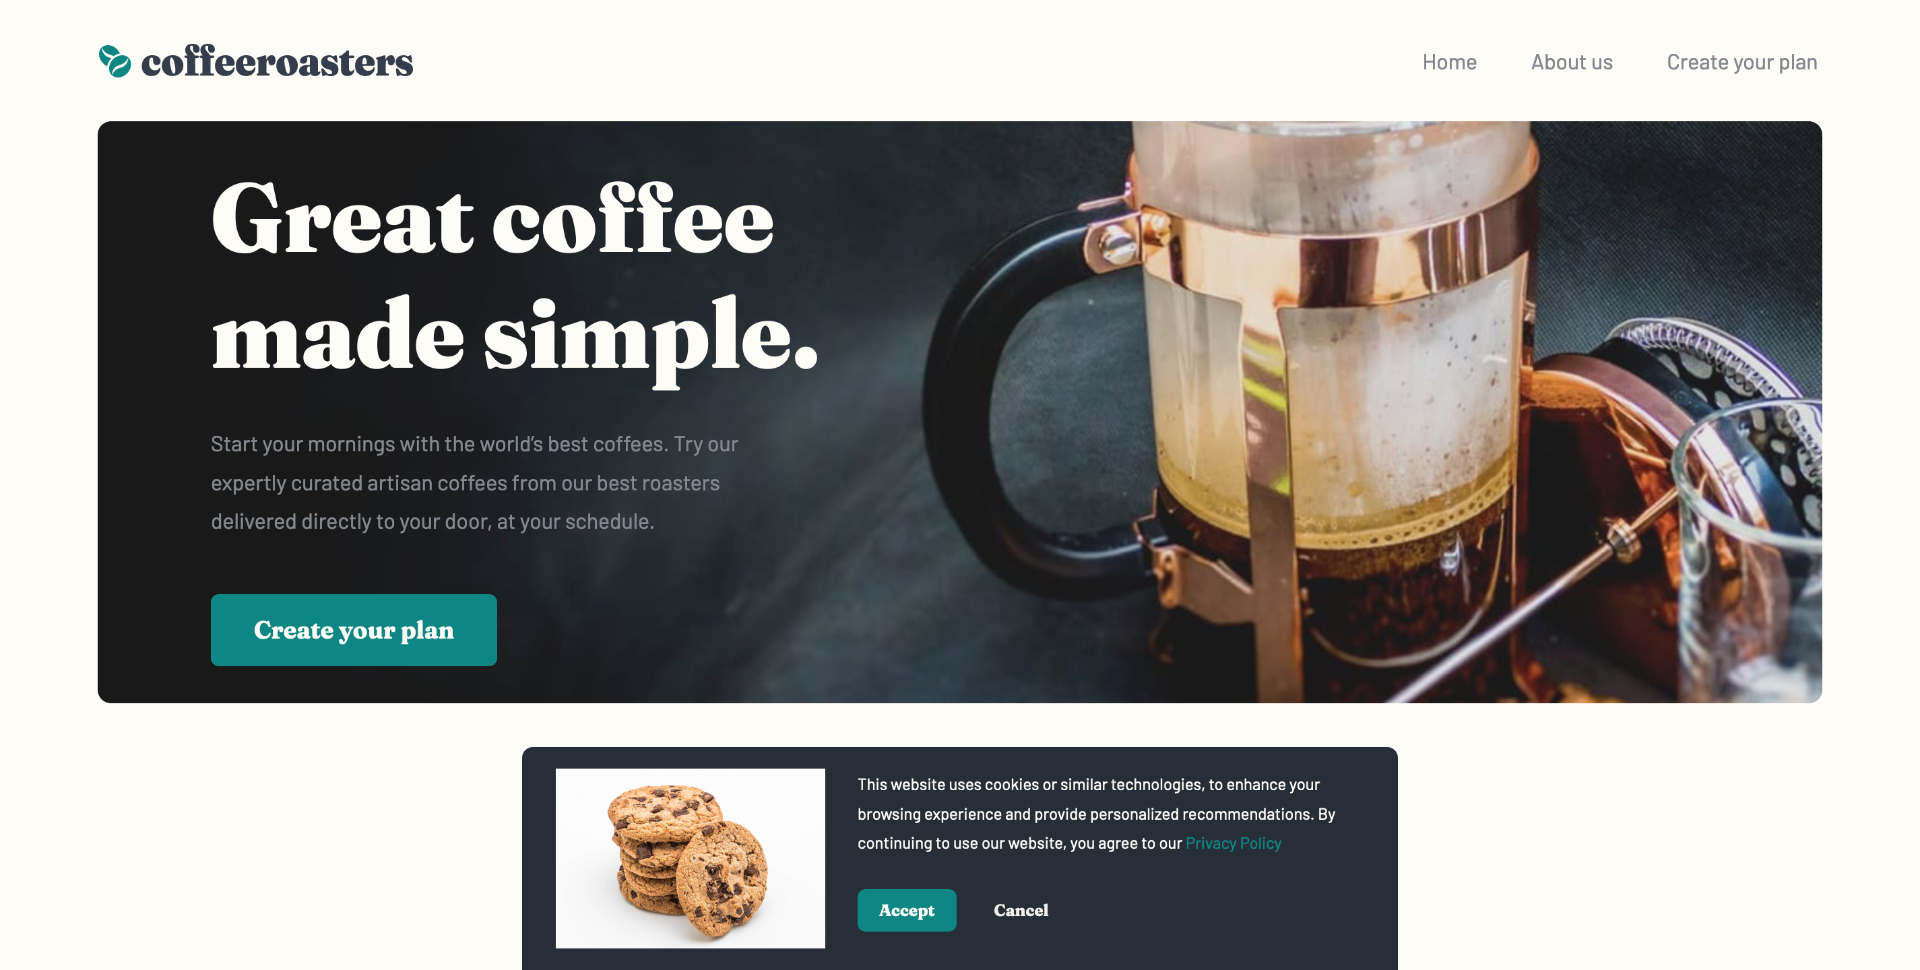 coffeeroasters
Home
About us
Create your plan
Great coffee
made simple.
Start your mornings with the world’s best coffees. Try our
expertly curated artisan coffees from our best roasters
delivered directly to your door, at your schedule.
Create your plan
This website uses cookies or similar technologies, to enhance your
browsing experience and provide personalized recommendations. By
continuing to use our website, you agree to our Privacy Policy
Accept
Cancel